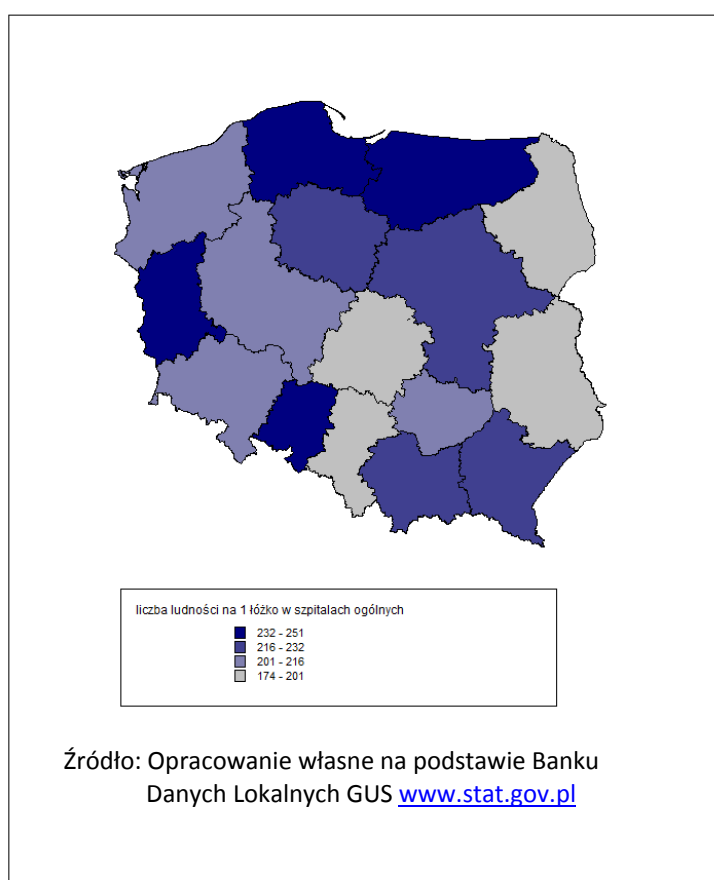 liczba ludności na 1 łóżko w szpitalach ogólnych
232 - 251
216 - 232
201 - 216
174 - 201
Źródło: Opracowanie własne na podstawie Banku
Danych Lokalnych GUS www.stat.gov.pl